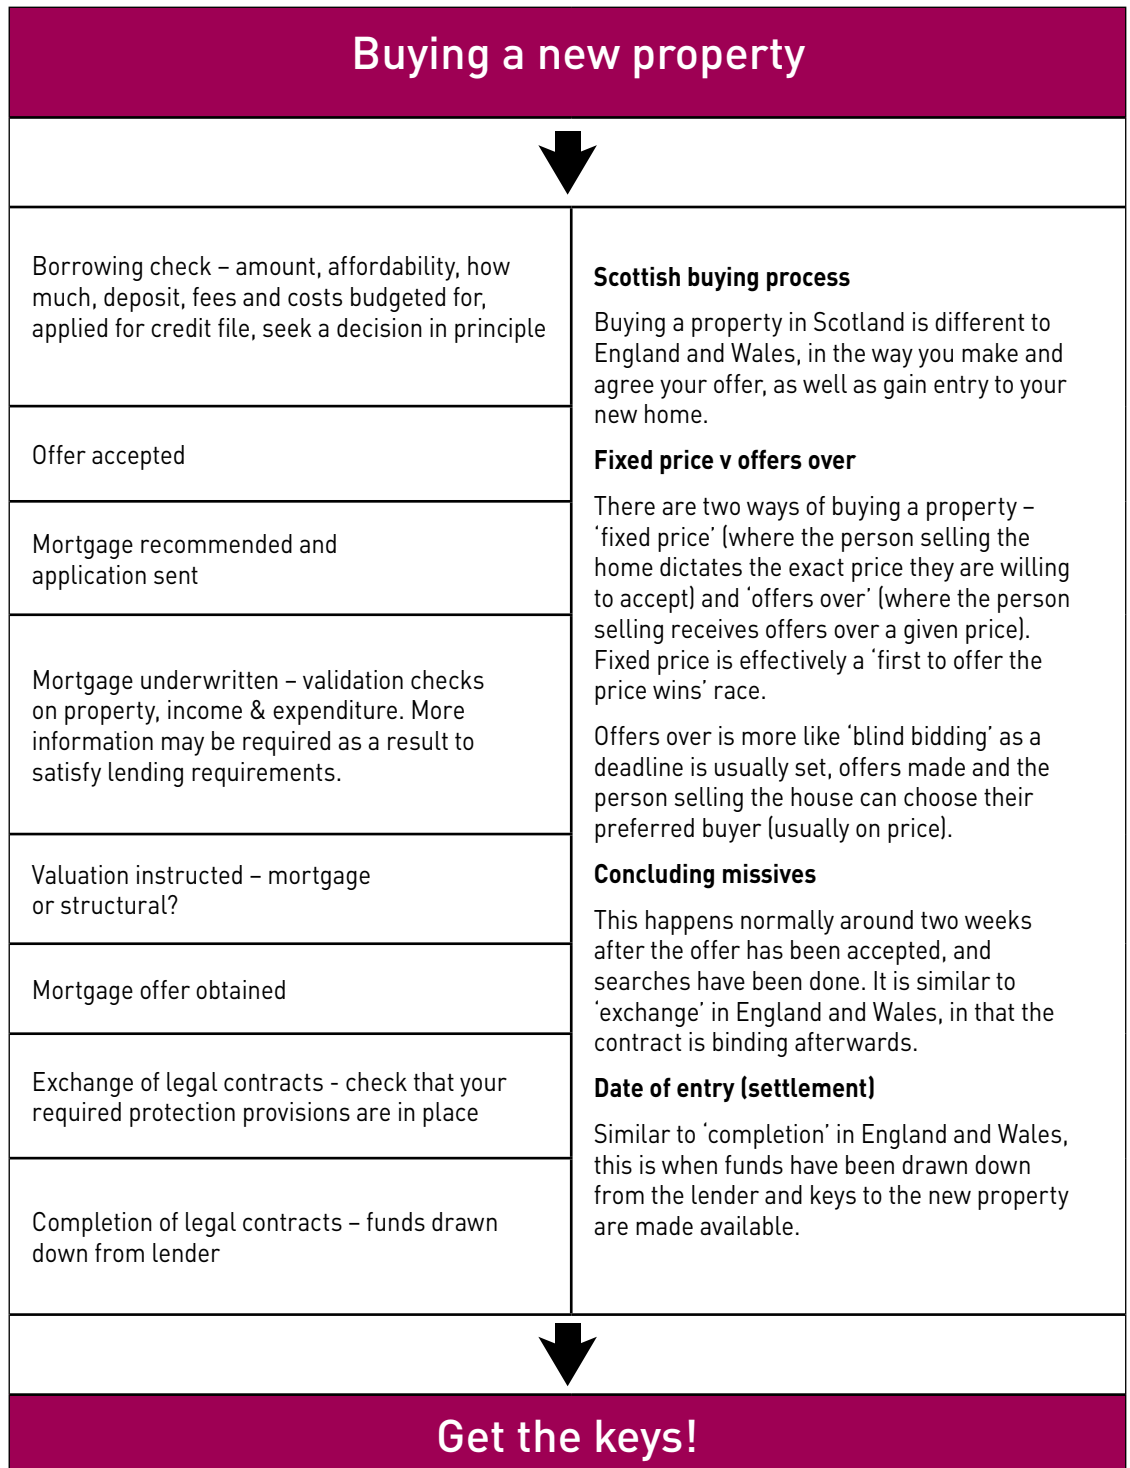 Buying a new property
Borrowing check – amount, affordability, how
much, deposit, fees and costs budgeted for,
applied for credit file, seek a decision in principle
Offer accepted
Mortgage recommended and
application sent
Mortgage underwritten – validation checks
on property, income & expenditure. More
information may be required as a result to
satisfy lending requirements.
Valuation instructed – mortgage
or structural?
Mortgage offer obtained
Exchange of legal contracts - check that your
required protection provisions are in place
Completion of legal contracts – funds drawn
down from lender
Scottish buying process
Buying a property in Scotland is different to
England and Wales, in the way you make and
agree your offer, as well as gain entry to your
new home.
Fixed price v offers over
There are two ways of buying a property –
‘fixed price’ (where the person selling the
home dictates the exact price they are willing
to accept) and ‘offers over’ (where the person
selling receives offers over a given price).
Fixed price is effectively a ‘first to offer the
price wins’ race.
Offers over is more like ‘blind bidding’ as a
deadline is usually set, offers made and the
person selling the house can choose their
preferred buyer (usually on price).
Concluding missives
This happens normally around two weeks
after the offer has been accepted, and
searches have been done. It is similar to
‘exchange’ in England and Wales, in that the
contract is binding afterwards.
Date of entry (settlement)
Similar to ‘completion’ in England and Wales,
this is when funds have been drawn down
from the lender and keys to the new property
are made available.
Get the keys!